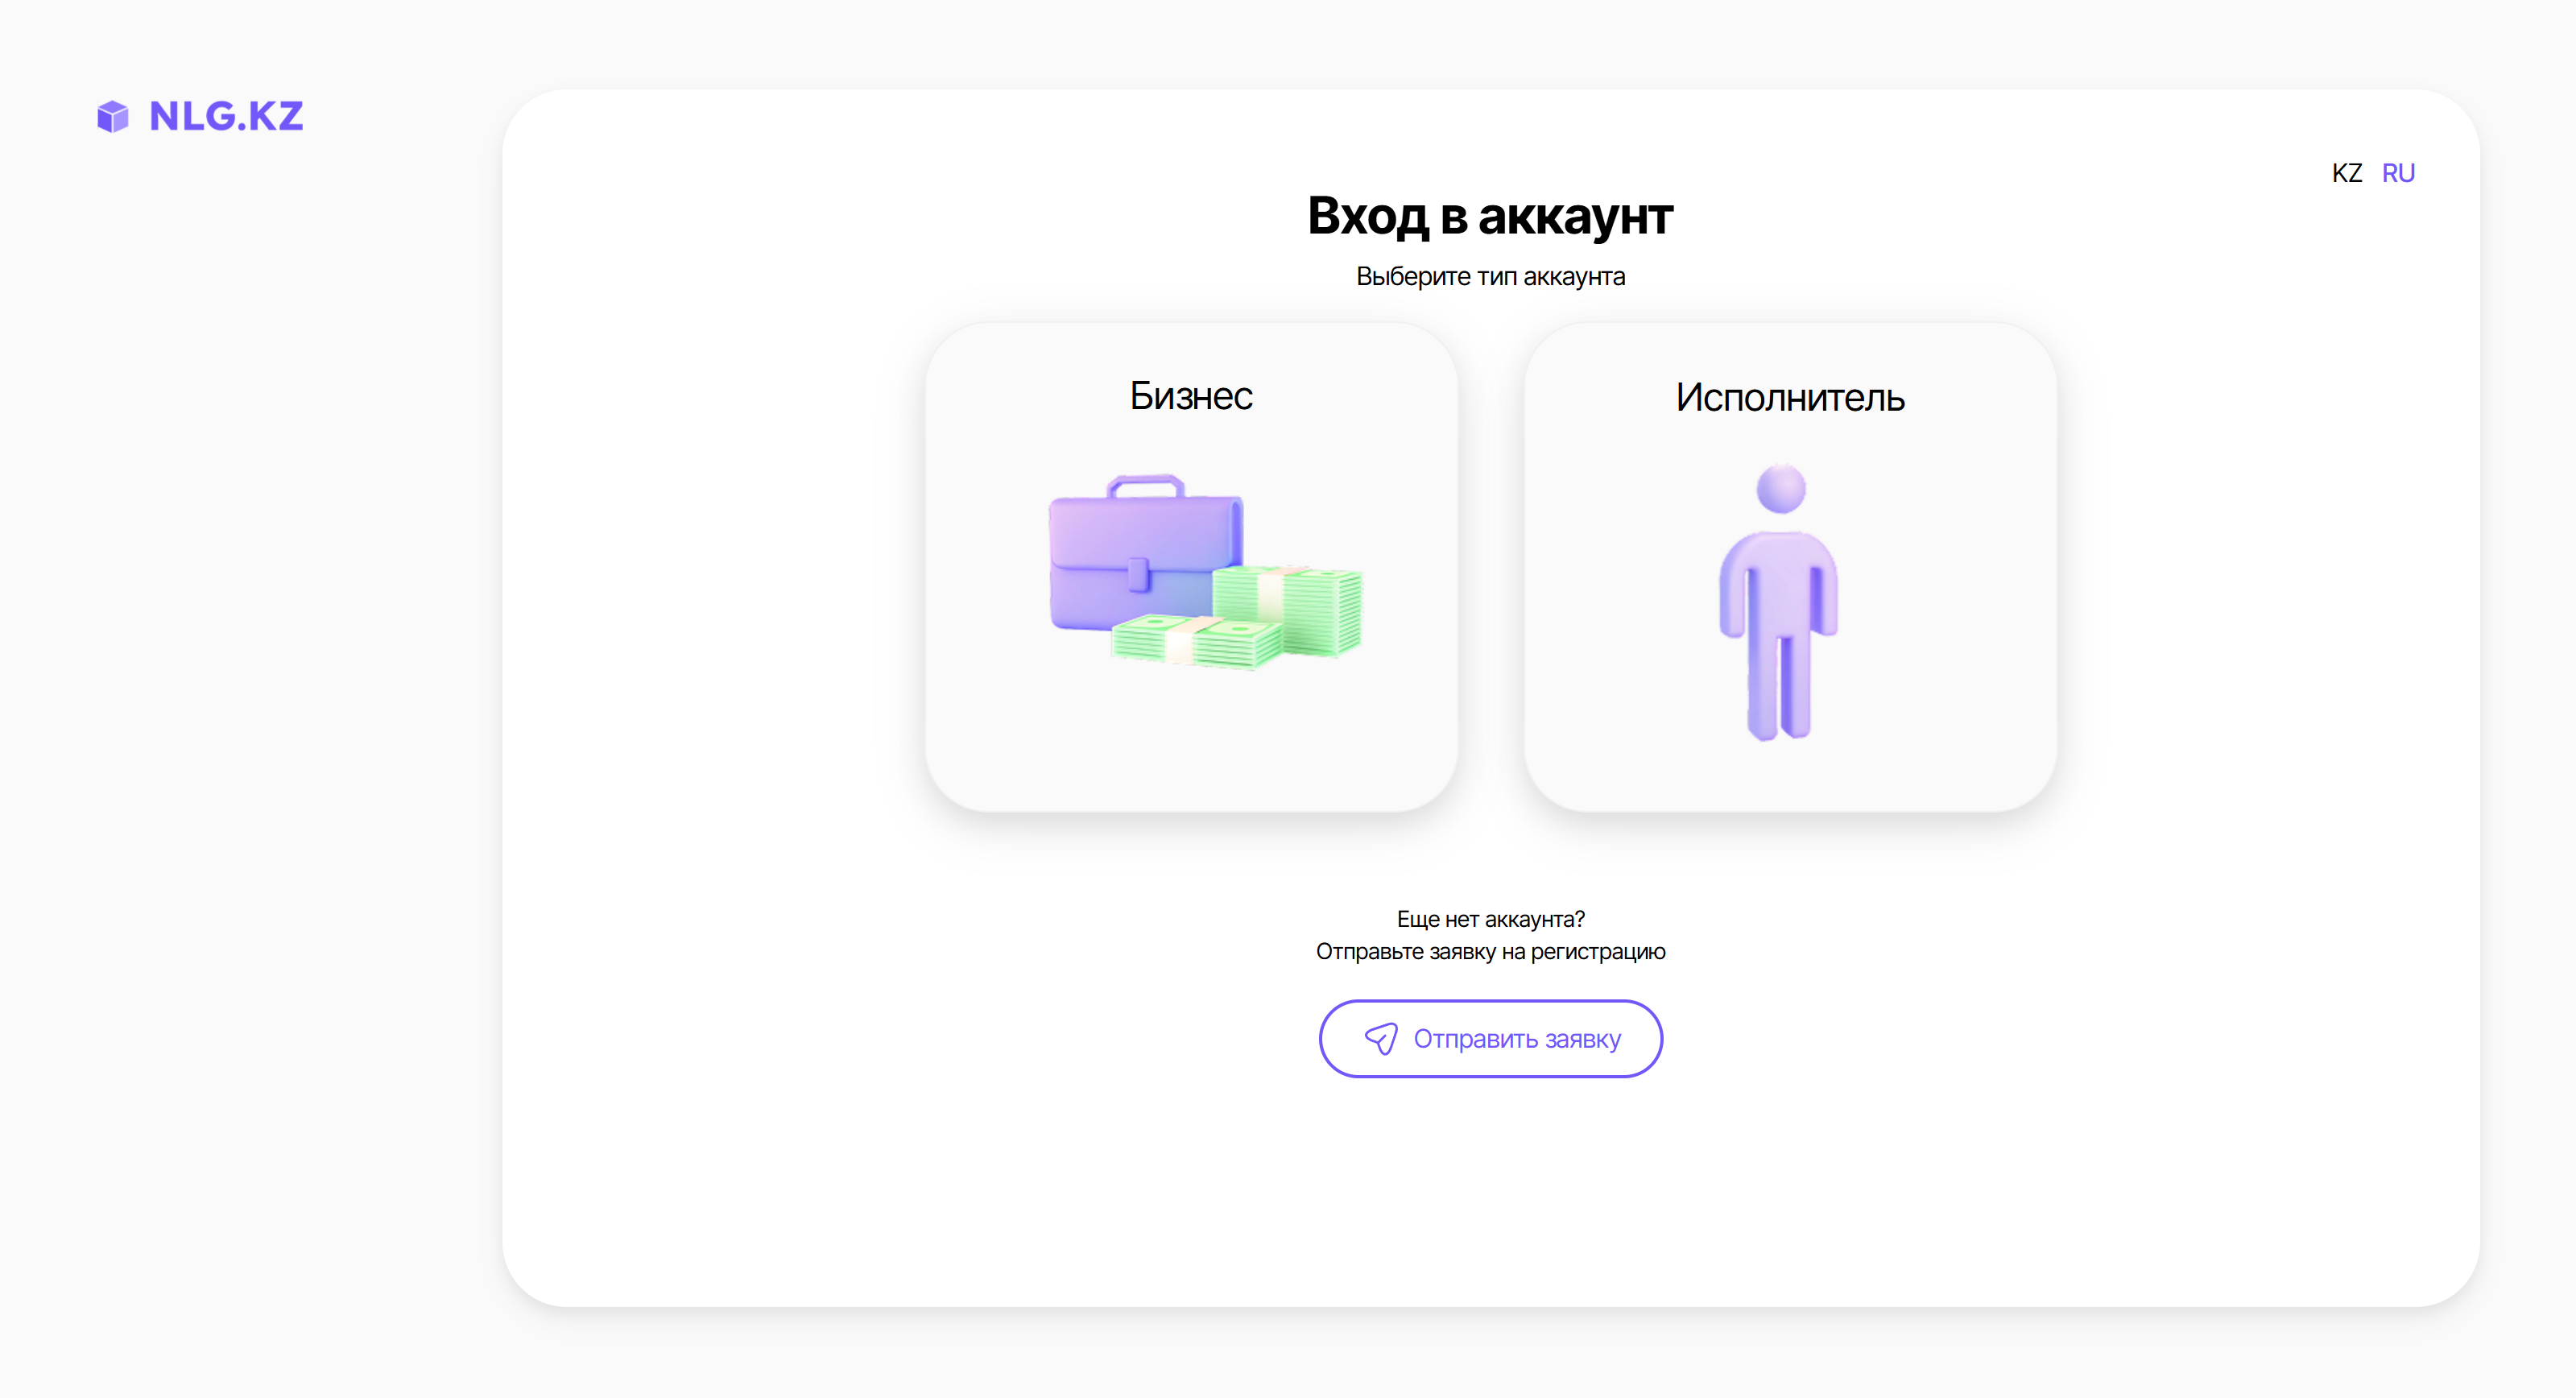 NLG.KZ
KZ RU
Вход в аккаунт
Выберите тип аккаунта
Бизнес
Исполнитель
Еще нет аккаунта?
Отправьте заявку на регистрацию
Отправить заявку